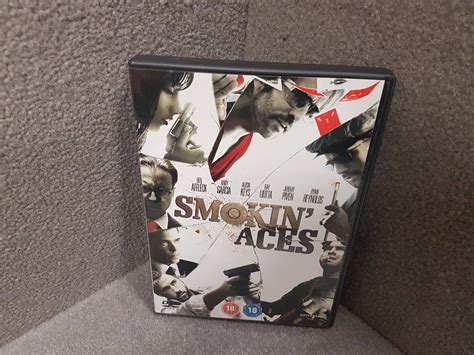 BEN AFFLECK
ANDY GARCIA
ALICIA KEYS
RAY LIOTTA
JEREMY PIVEN
RYAN REYNOLDS
SMOKIN'
ACES
18
18